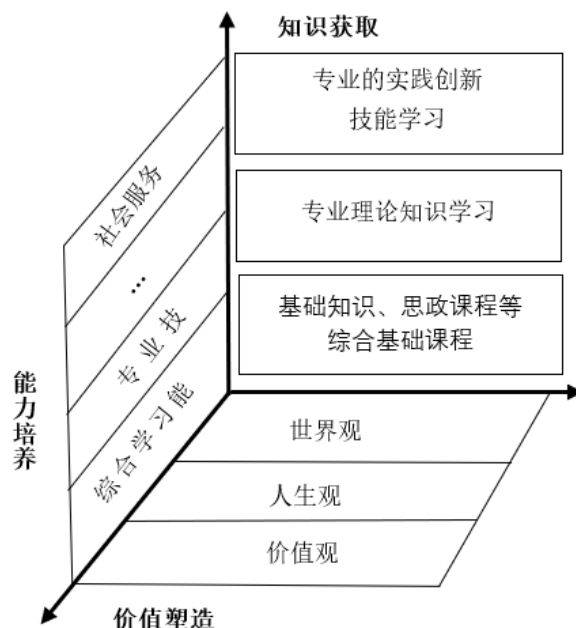 知识获取
专业的实践创新
技能学习
专业理论知识学习
基础知识、思政课程等
综合基础课程
社会服务
...
专业技
综合学习能
能力培养
世界观
人生观
价值观
价值塑造